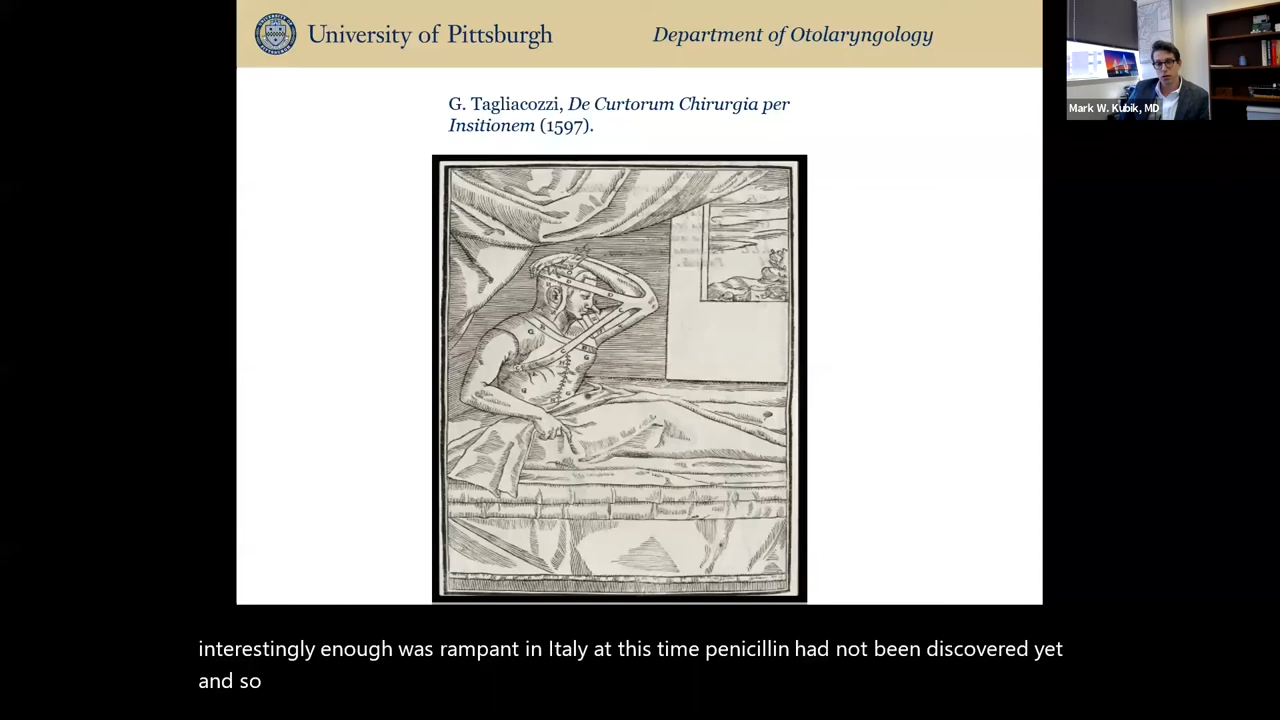 University of Pittsburgh
Department of Otolaryngology
Mark W. Kubik, MD
G. Tagliacozzi, De Curtorum Chirurgia per
Insitionem (1597).
interestingly enough was rampant in Italy at this time penicillin had not been discovered yet
and so